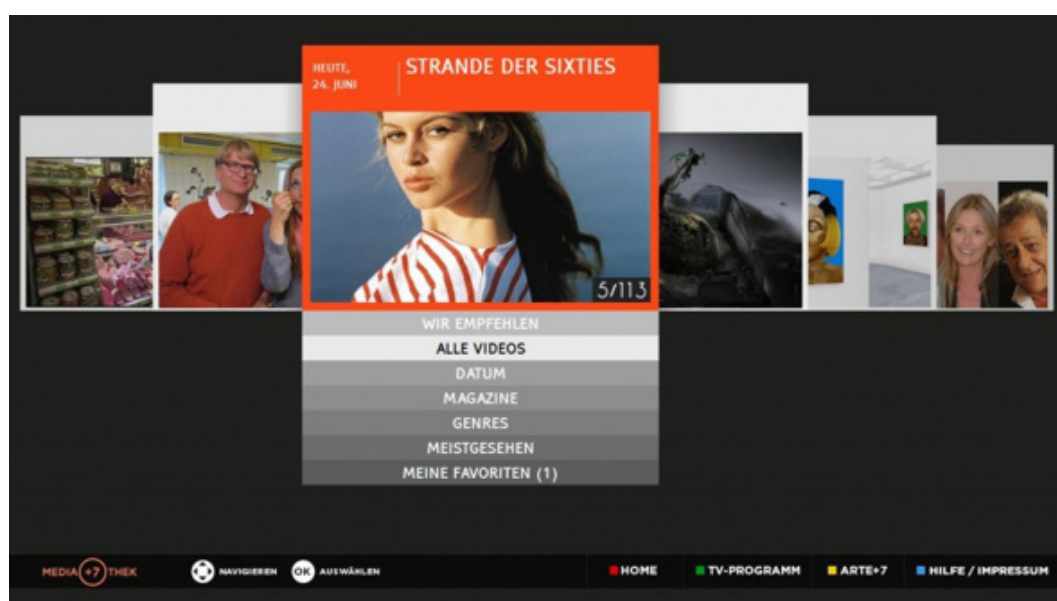 HEUTE,
24. JUNI
STRANDE DER SIXTIES
5/113
WIR EMPFEHLEN
ALLE VIDEOS
DATUM
MAGAZINE
GENRES
MEISTGESEHEN
MEINE FAVORITEN (1)
MEDIA +7 THEK
NAVIGIEREN
OK AUSWÄHLEN
HOME
TV-PROGRAMM
ARTE+7
HILFE / IMPRESSUM